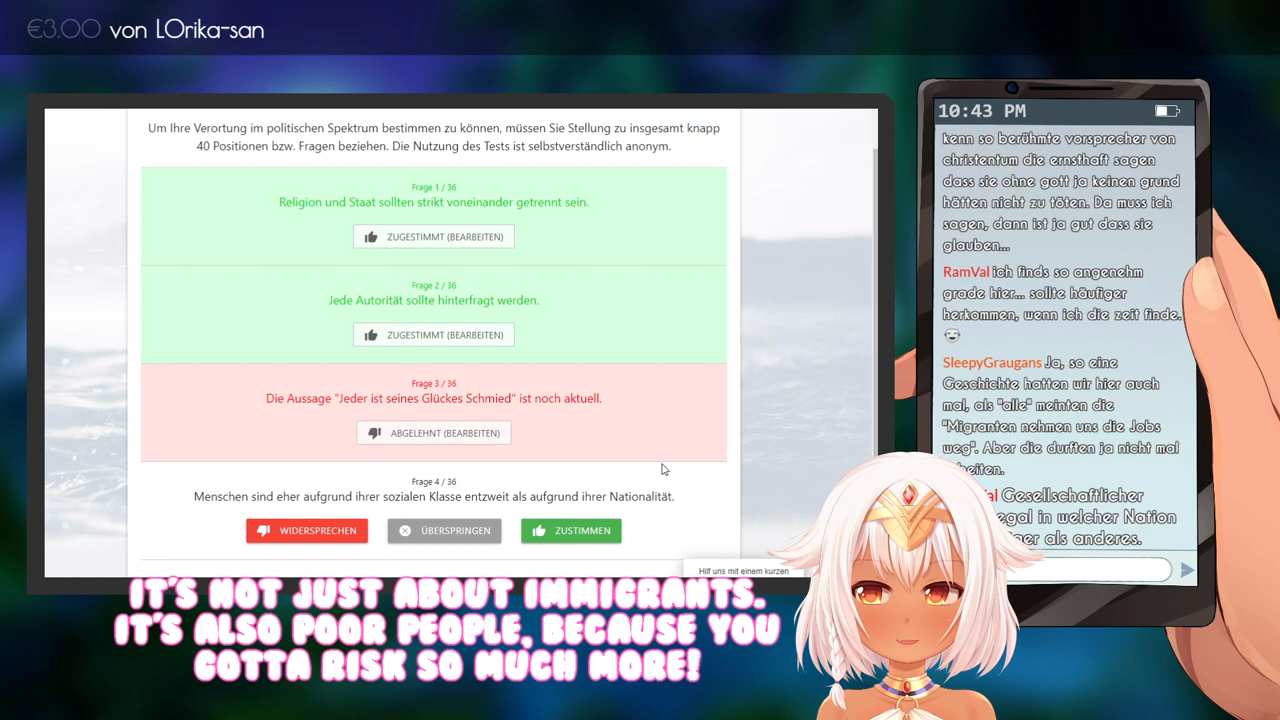 €3.00 von LOrika-san
Um Ihre Verortung im politischen Spektrum bestimmen zu können, müssen Sie Stellung zu insgesamt knapp
40 Positionen bzw. Fragen beziehen. Die Nutzung des Tests ist selbstverständlich anonym.
Frage 1 / 36
Religion und Staat sollten strikt voneinander getrennt sein.
ZUGESTIMMT (BEARBEITEN)
Frage 2 / 36
Jede Autorität sollte hinterfragt werden.
ZUGESTIMMT (BEARBEITEN)
Frage 3 / 36
Die Aussage "Jeder ist seines Glückes Schmied" ist noch aktuell.
ABGELEHNT (BEARBEITEN)
Frage 4 / 36
Menschen sind eher aufgrund ihrer sozialen Klasse entzweit als aufgrund ihrer Nationalität.
WIDERSPRECHEN
ÜBERSPRINGEN
ZUSTIMMEN
Hilf uns mit einem kurzen
10:43 PM
kenn so berühmte vorsprecher von
christentum die ernsthaft sagen
dass sie ohne gott ja keinen grund
hätten nicht zu töten. Da muss ich
sagen, dann ist ja gut dass sie
glauben...
RamVal ich finds so angenehm
grade hier... sollte häufiger
herkommen, wenn ich die zeit finde.
SleepyGraugans Ja, so eine
Geschichte hatten wir hier auch
mal, als "alle" meinten die
"Migranten nehmen uns die Jobs
weg". Aber die durften ja nicht mal
beiten.
al Gesellschaftlicher
egal in welcher Nation
ger als anderes.
IT'S NOT JUST ABOUT IMMIGRANTS.
IT'S ALSO POOR PEOPLE, BECAUSE YOU
GOTTA RISK SO MUCH MORE!